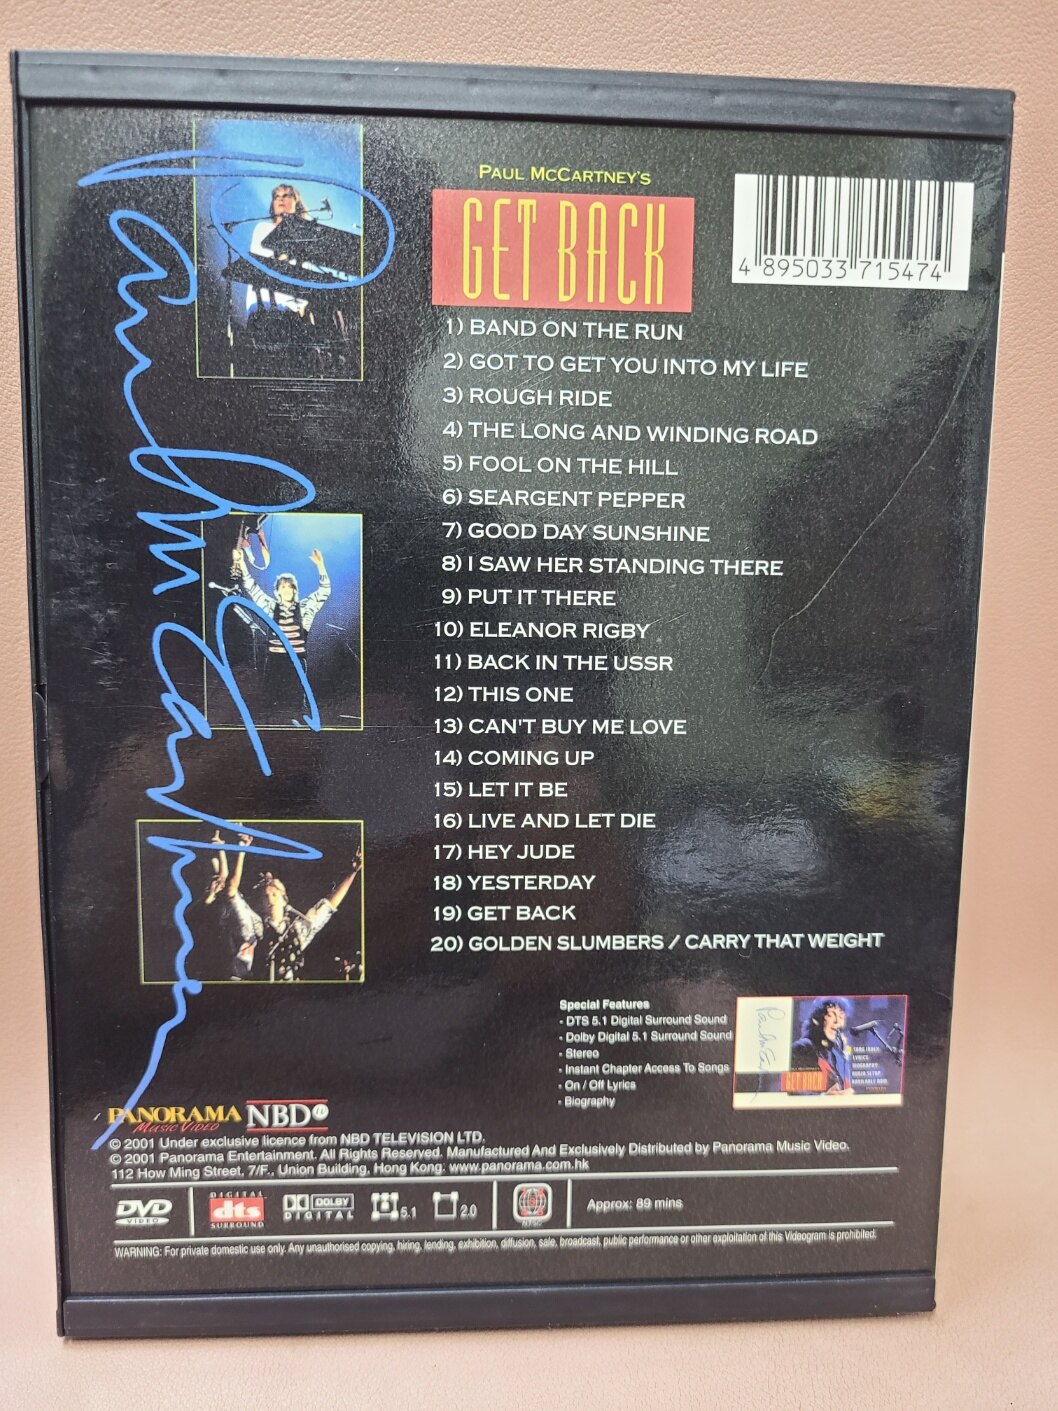 Paul McCartney
PAUL MCCARTNEY'S
GET BACK
4 895033 715474
1) BAND ON THE RUN
2) GOT TO GET YOU INTO MY LIFE
3) ROUGH RIDE
4) THE LONG AND WINDING ROAD
5) FOOL ON THE HILL
6) SEARGENT PEPPER
7) GOOD DAY SUNSHINE
8) I SAW HER STANDING THERE
9) PUT IT THERE
10) ELEANOR RIGBY
11) BACK IN THE USSR
12) THIS ONE
13) CAN'T BUY ME LOVE
14) COMING UP
15) LET IT BE
16) LIVE AND LET DIE
17) HEY JUDE
18) YESTERDAY
19) GET BACK
20) GOLDEN SLUMBERS / CARRY THAT WEIGHT
Special Features
- DTS 5.1 Digital Surround Sound
- Dolby Digital 5.1 Surround Sound
- Stereo
- Instant Chapter Access To Songs
- On / Off Lyrics
- Biography
GET BACK
SONG INDEX
LYRICS
BIOGRAPHY
AUDIO SETUP
PANORAMA
MUSIC VIDEO
NBD
© 2001 Under exclusive licence from NBD TELEVISION LTD.
© 2001 Panorama Entertainment. All Rights Reserved. Manufactured And Exclusively Distributed by Panorama Music Video.
112 How Ming Street, 7/F., Union Building, Hong Kong. www.panorama.com.hk
DVD
VIDEO
DIGITAL
dts
SURROUND
DOLBY
DIGITAL
5.1
2.0
NTSC
Approx: 89 mins
WARNING: For private domestic use only. Any unauthorised copying, hiring, lending, exhibition, diffusion, sale, broadcast, public performance or other exploitation of this Videogram is prohibited.